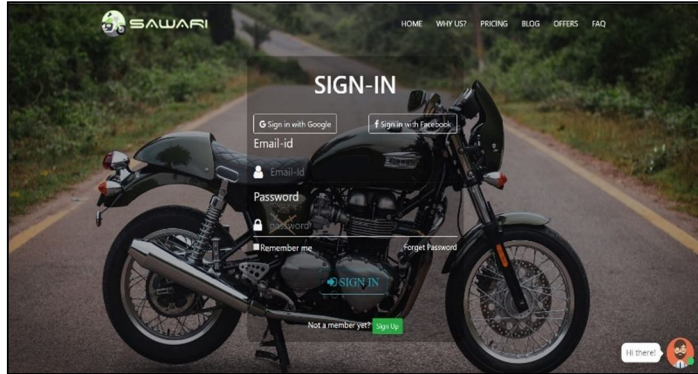 SAWARI
HOME WHY US? PRICING BLOG OFFERS FAQ
SIGN-IN
G Sign in with Google f Sign in with Facebook
Email-id
Email-Id
Password
password
Remember me Forget Password
SIGN IN
Not a member yet? Sign Up
Hi there!